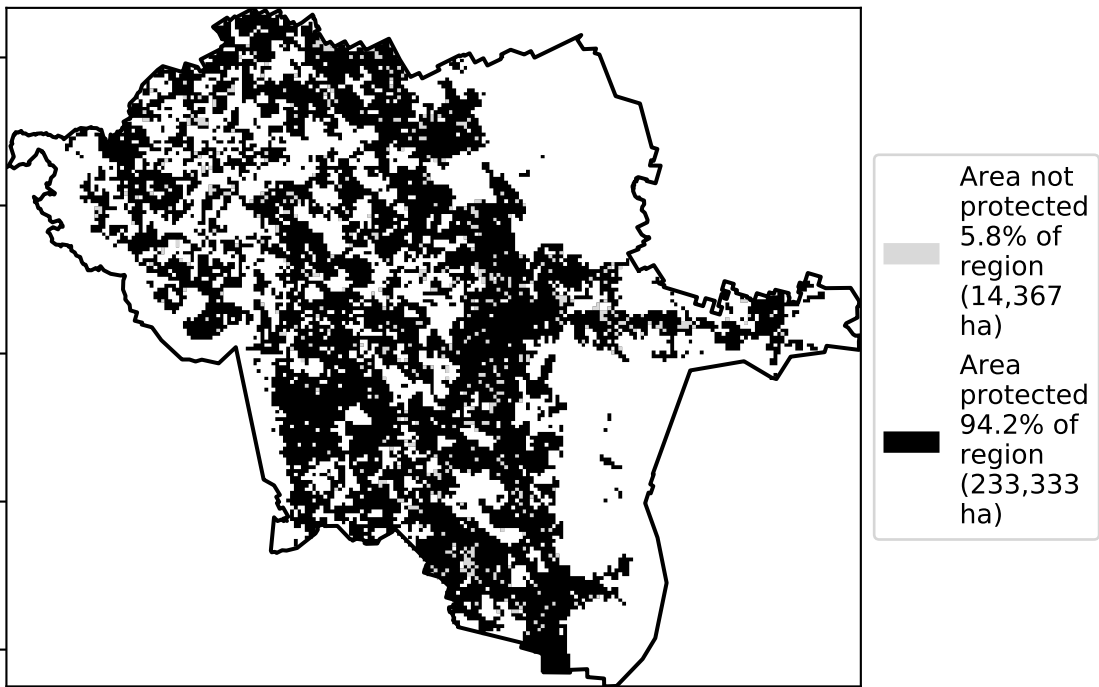 Area not
protected
5.8% of
region
(14,367
ha)
Area
protected
94.2% of
region
(233,333
ha)